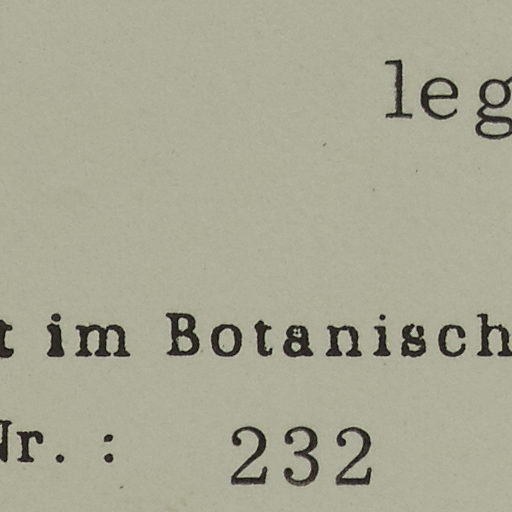 leg
t im Botanisch
Nr. : 232